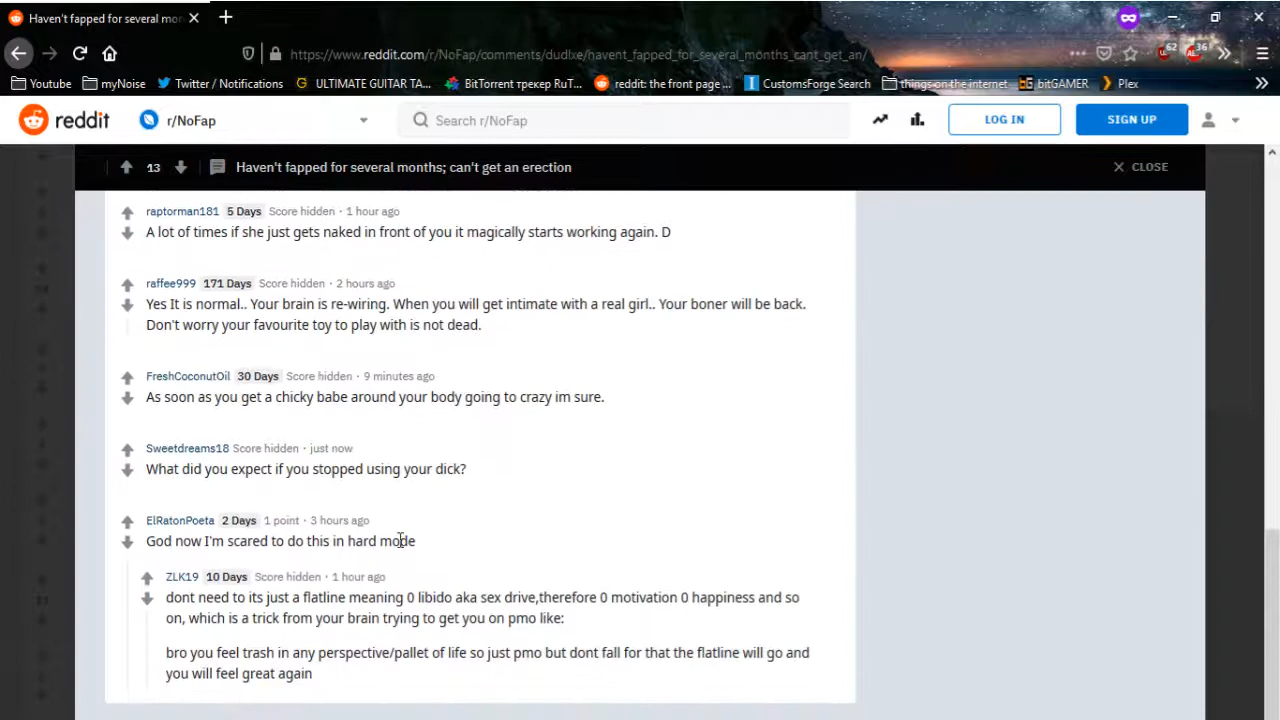 Haven't fapped for several mon
https://www.reddit.com/r/NoFap/comments/dudlxe/havent_fapped_for_several_months_cant_get_an/
62
36
Youtube myNoise Twitter / Notifications ULTIMATE GUITAR TA... BitTorrent трекер RuT... reddit: the front page ... CustomsForge Search things on the internet bitGAMER Plex
reddit r/NoFap Search r/NoFap LOG IN SIGN UP
13 Haven't fapped for several months; can't get an erection CLOSE
raptorman181 5 Days Score hidden · 1 hour ago
A lot of times if she just gets naked in front of you it magically starts working again. D
raffee999 171 Days Score hidden · 2 hours ago
Yes It is normal.. Your brain is re-wiring. When you will get intimate with a real girl.. Your boner will be back.
Don't worry your favourite toy to play with is not dead.
FreshCoconutOil 30 Days Score hidden · 9 minutes ago
As soon as you get a chicky babe around your body going to crazy im sure.
Sweetdreams18 Score hidden · just now
What did you expect if you stopped using your dick?
ElRatonPoeta 2 Days 1 point · 3 hours ago
God now I'm scared to do this in hard mode
ZLK19 10 Days Score hidden · 1 hour ago
dont need to its just a flatline meaning 0 libido aka sex drive,therefore 0 motivation 0 happiness and so
on, which is a trick from your brain trying to get you on pmo like:
bro you feel trash in any perspective/pallet of life so just pmo but dont fall for that the flatline will go and
you will feel great again